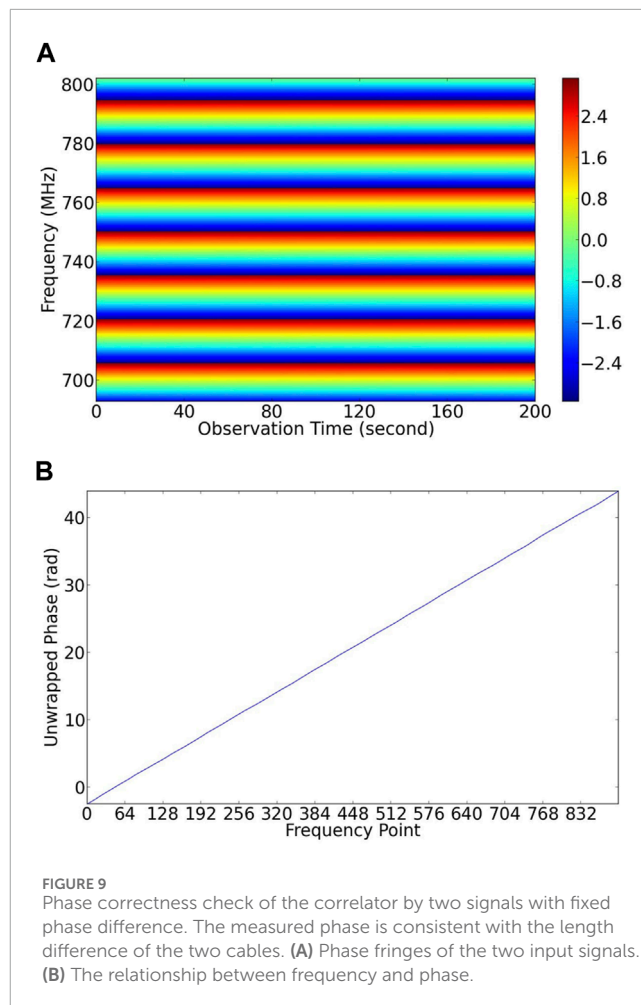 A
800
780
760
740
720
700
Frequency (MHz)
0 40 80 120 160 200
Observation Time (second)
2.4
1.6
0.8
0.0
−0.8
−1.6
−2.4
B
40
30
20
10
0
Unwrapped Phase (rad)
0 64 128 192 256 320 384 448 512 576 640 704 768 832
Frequency Point
FIGURE 9
Phase correctness check of the correlator by two signals with fixed
phase difference. The measured phase is consistent with the length
difference of the two cables. (A) Phase fringes of the two input signals.
(B) The relationship between frequency and phase.